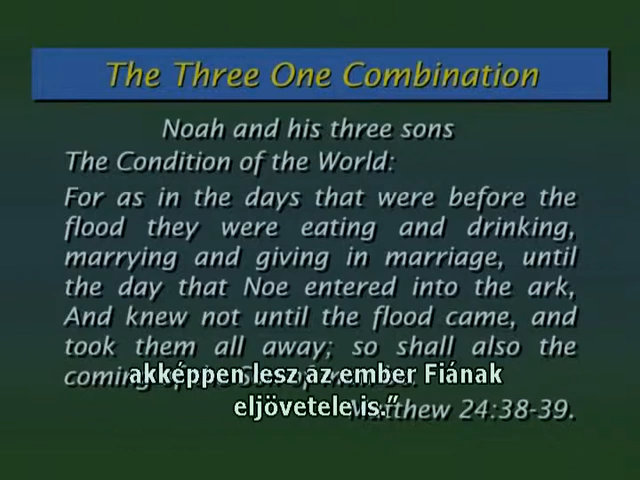 The Three One Combination
Noah and his three sons
The Condition of the World:
For as in the days that were before the
flood they were eating and drinking,
marrying and giving in marriage, until
the day that Noe entered into the ark,
And knew not until the flood came, and
took them all away; so shall also the
coming
akképpen lesz az ember Fiának
eljövetele is.”
Matthew 24:38-39.